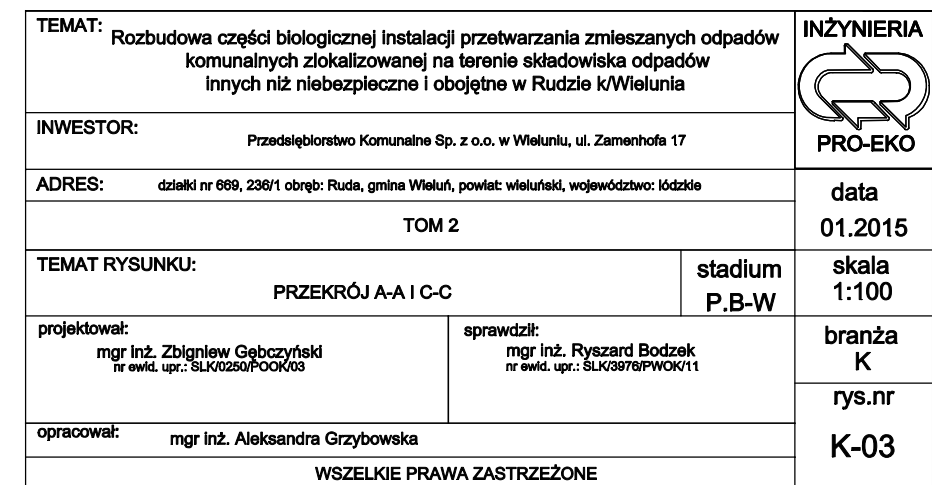 TEMAT:
Rozbudowa części biologicznej instalacji przetwarzania zmieszanych odpadów
komunalnych zlokalizowanej na terenie składowiska odpadów
innych niż niebezpieczne i obojętne w Rudzie k/Wielunia
INŻYNIERIA
PRO-EKO
INWESTOR:
Przedsiębiorstwo Komunalne Sp. z o.o. w Wieluniu, ul. Zamenhofa 17
ADRES:
działki nr 669, 236/1 obręb: Ruda, gmina Wieluń, powiat: wieluński, województwo: łódzkie
data
01.2015
TOM 2
TEMAT RYSUNKU:
PRZEKRÓJ A-A I C-C
stadium
P.B-W
skala
1:100
projektował:
mgr inż. Zbigniew Gębczyński
nr ewid. upr.: SLK/0250/POOK/03
sprawdził:
mgr inż. Ryszard Bodzek
nr ewid. upr.: SLK/3976/PWOK/11
branża
K
rys.nr
K-03
opracował:
mgr inż. Aleksandra Grzybowska
WSZELKIE PRAWA ZASTRZEŻONE